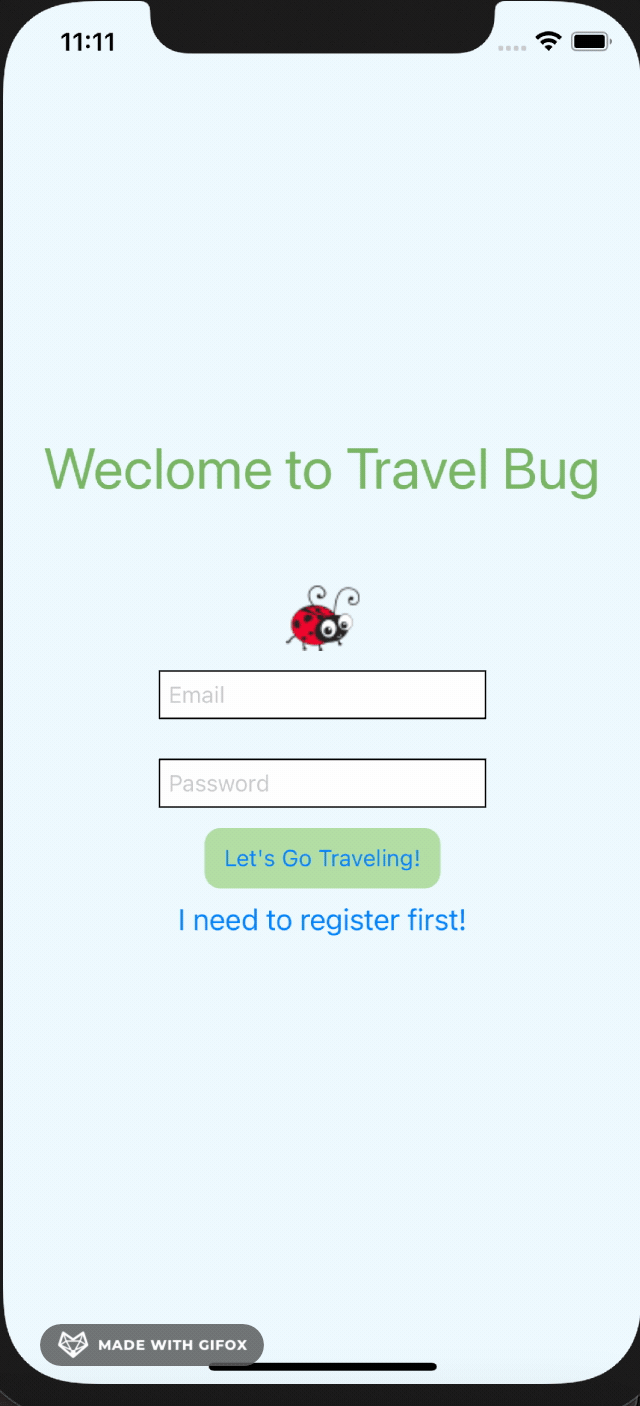 11:11
Weclome to Travel Bug
Email
Password
Let's Go Traveling!
I need to register first!
MADE WITH GIFOX